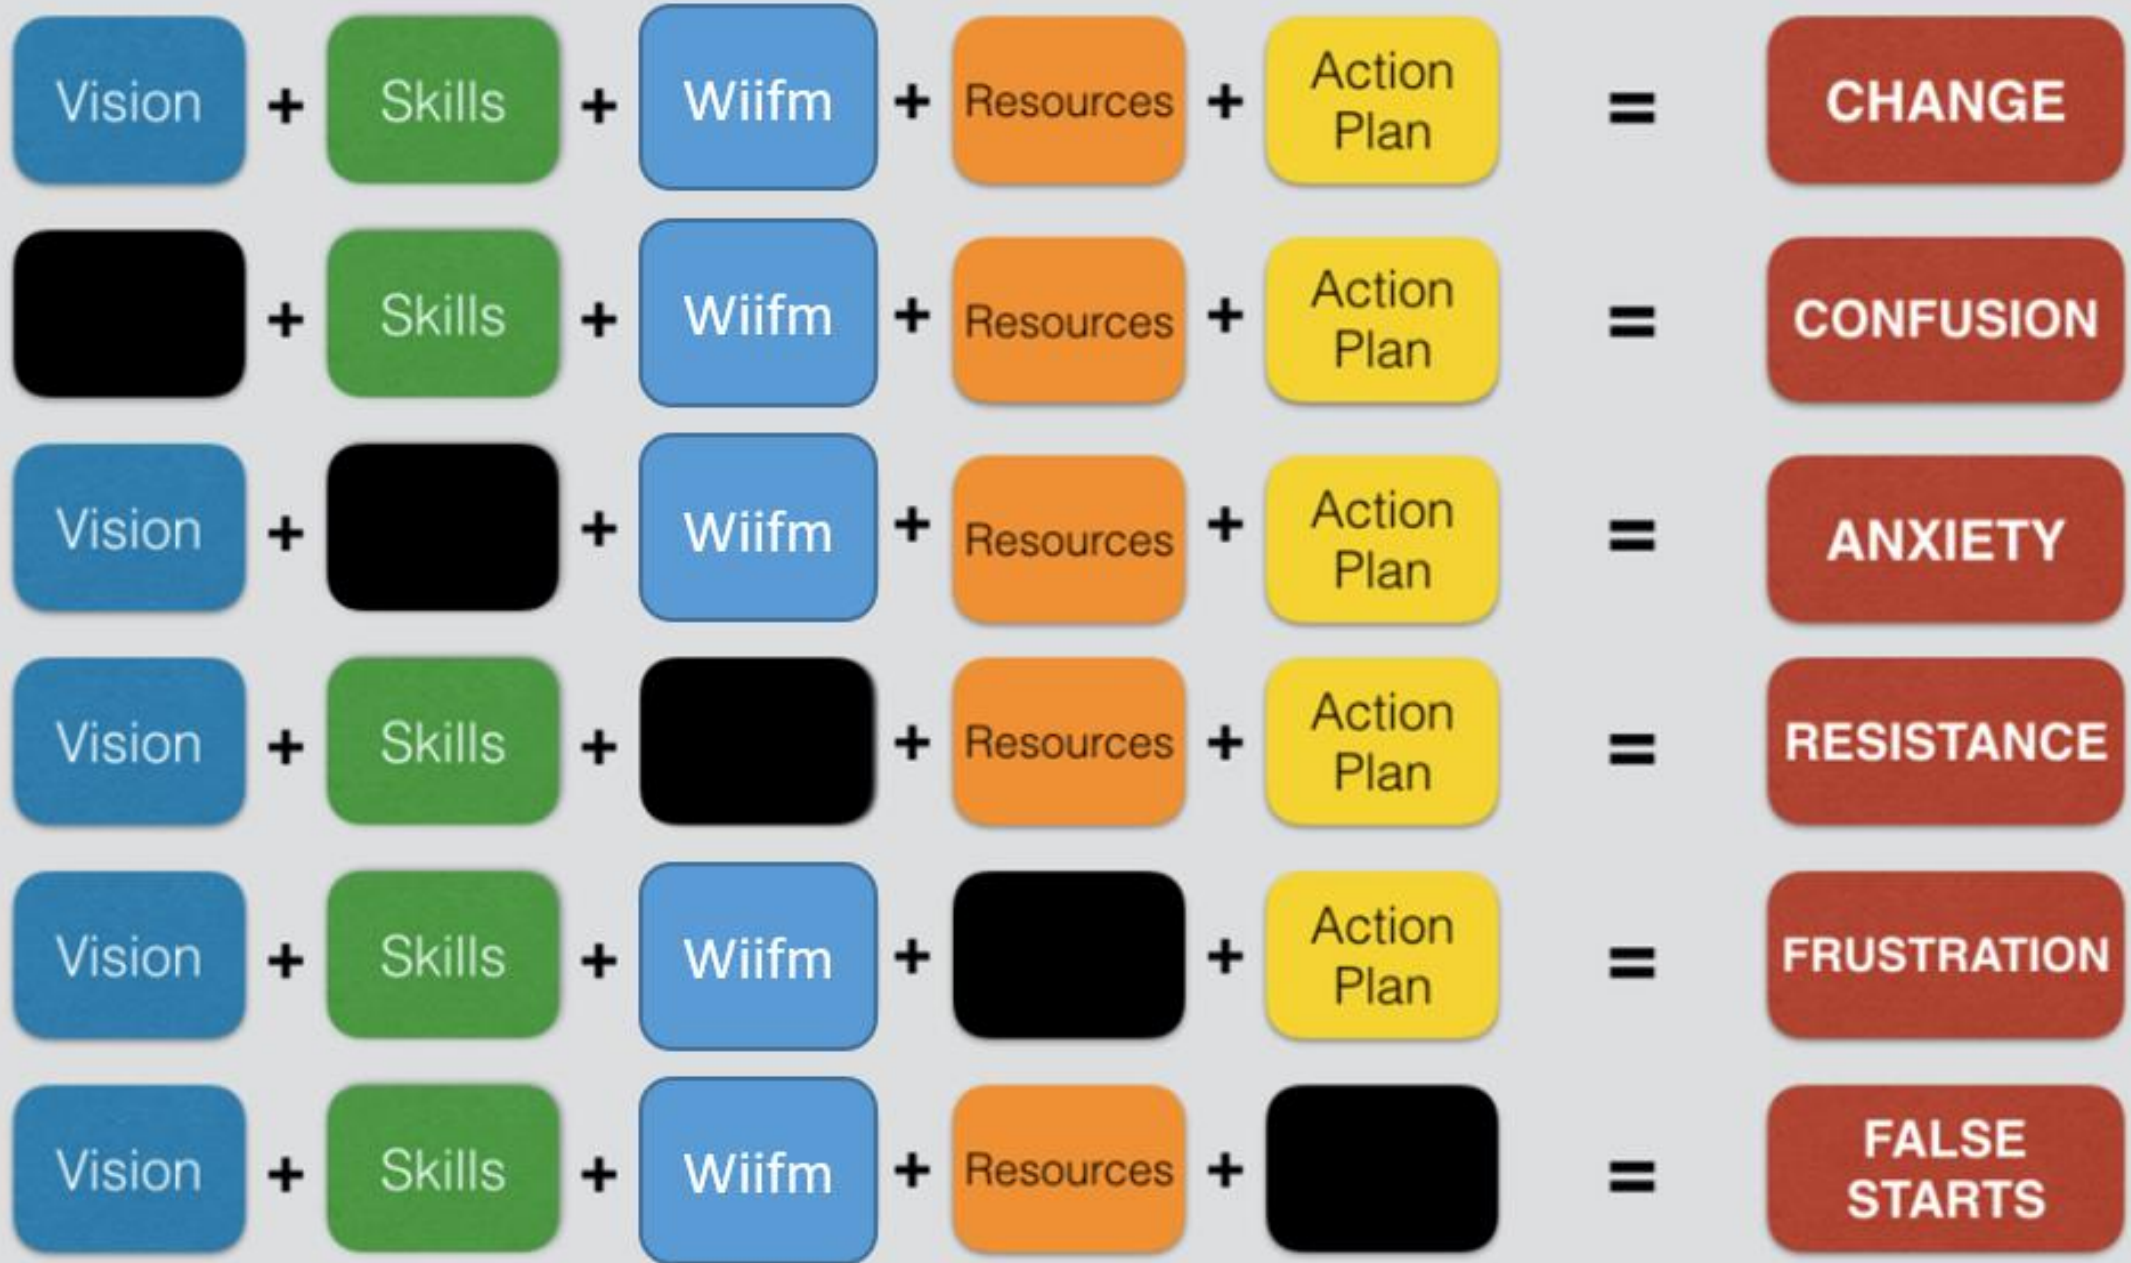 Vision + Skills + Wiifm + Resources + Action Plan = CHANGE
+ Skills + Wiifm + Resources + Action Plan = CONFUSION
Vision + + Wiifm + Resources + Action Plan = ANXIETY
Vision + Skills + + Resources + Action Plan = RESISTANCE
Vision + Skills + Wiifm + + Action Plan = FRUSTRATION
Vision + Skills + Wiifm + Resources + = FALSE STARTS